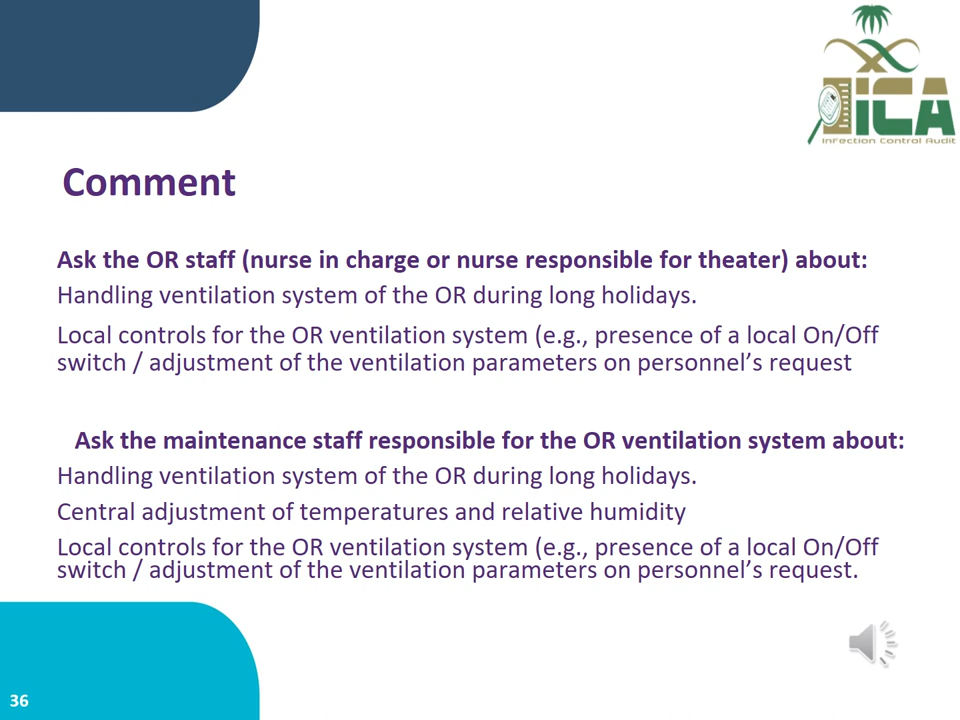 iCA
Infection Control Audit
Comment
Ask the OR staff (nurse in charge or nurse responsible for theater) about:
Handling ventilation system of the OR during long holidays.
Local controls for the OR ventilation system (e.g., presence of a local On/Off
switch / adjustment of the ventilation parameters on personnel’s request
Ask the maintenance staff responsible for the OR ventilation system about:
Handling ventilation system of the OR during long holidays.
Central adjustment of temperatures and relative humidity
Local controls for the OR ventilation system (e.g., presence of a local On/Off
switch / adjustment of the ventilation parameters on personnel’s request.
36